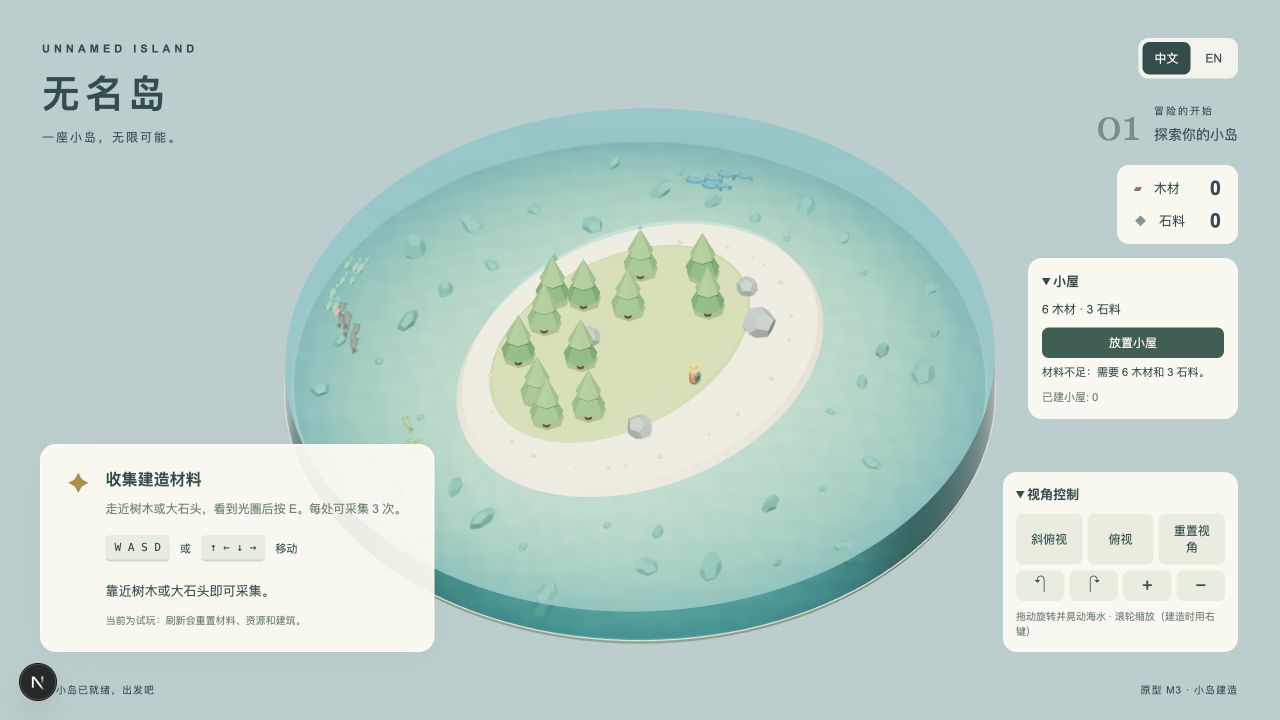 UNNAMED ISLAND
无名岛
一座小岛，无限可能。
中文 EN
01
冒险的开始
探索你的小岛
木材 0
石料 0
▼小屋
6 木材 · 3 石料
放置小屋
材料不足：需要 6 木材和 3 石料。
已建小屋: 0
收集建造材料
走近树木或大石头，看到光圈后按 E。每处可采集 3 次。
W A S D 或 ↑ ← ↓ → 移动
靠近树木或大石头即可采集。
当前为试玩：刷新会重置材料、资源和建筑。
▼视角控制
斜俯视 俯视 重置视角
+ −
拖动旋转并晃动海水 · 滚轮缩放（建造时用右键）
N
小岛已就绪，出发吧
原型 M3 · 小岛建造